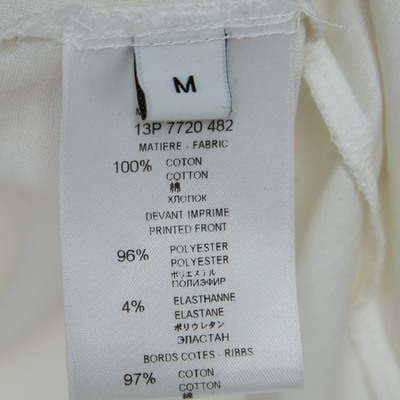 M
13P 7720 482
MATIERE - FABRIC
100% COTON
COTTON
綿
ХЛОПОК
DEVANT IMPRIME
PRINTED FRONT
96% POLYESTER
POLYESTER
ポリエステル
ПОЛИЭФИР
4% ELASTHANNE
ELASTANE
ポリウレタン
ЭЛАСТАН
BORDS COTES - RIBBS
97% COTON
COTTON
綿